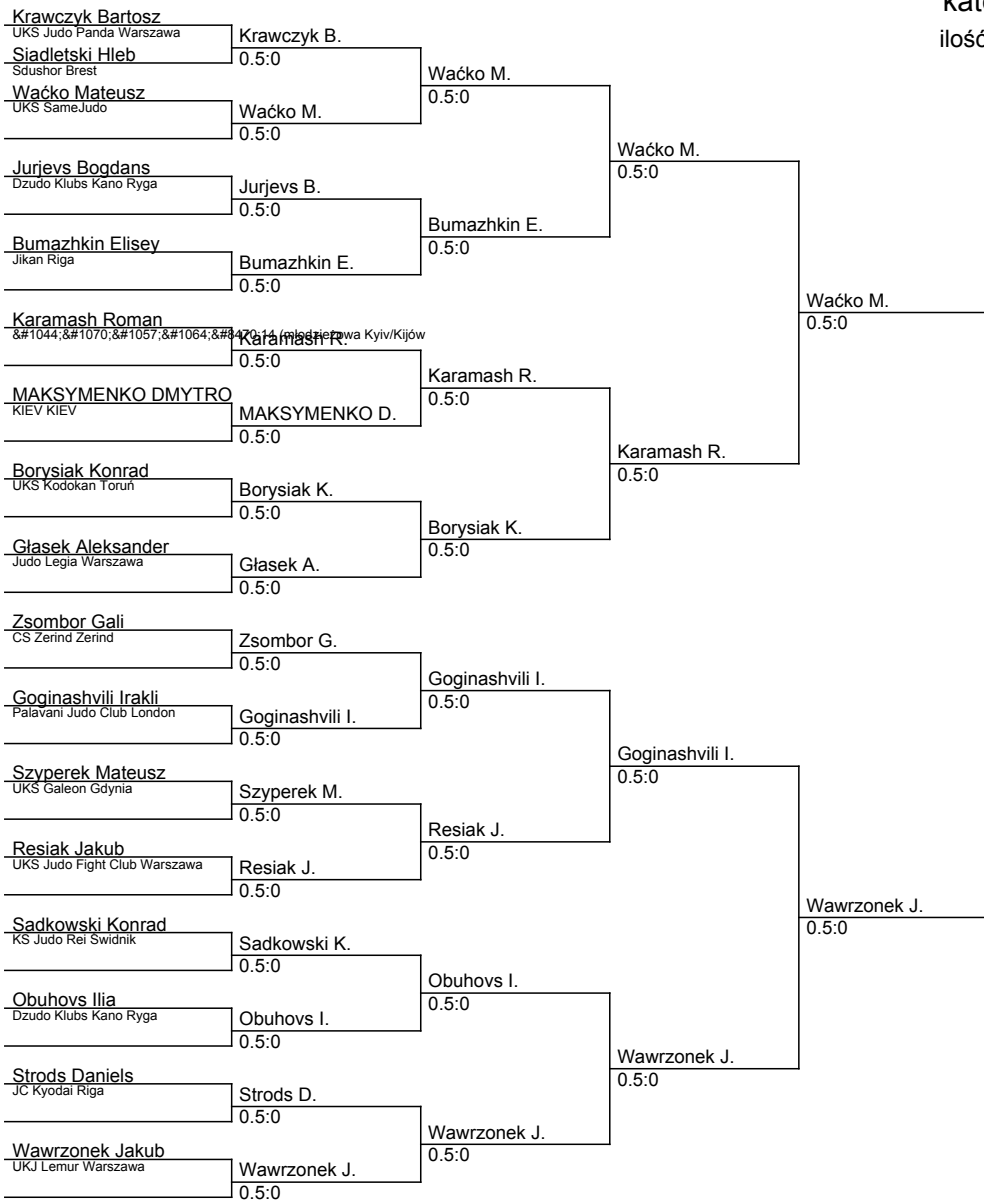 kate
ilość
Krawczyk Bartosz
UKS Judo Panda Warszawa
Siadletski Hleb
Sdushor Brest
Waćko Mateusz
UKS SameJudo
Jurjevs Bogdans
Dzudo Klubs Kano Ryga
Bumazhkin Elisey
Jikan Riga
Karamash Roman
&#1044;&#1070;&#1057;&#1064;&#8470;14 (młodzieżowa Kyiv/Kijów
MAKSYMENKO DMYTRO
KIEV KIEV
Borysiak Konrad
UKS Kodokan Toruń
Głasek Aleksander
Judo Legia Warszawa
Zsombor Gali
CS Zerind Zerind
Goginashvili Irakli
Palavani Judo Club London
Szyperek Mateusz
UKS Galeon Gdynia
Resiak Jakub
UKS Judo Fight Club Warszawa
Sadkowski Konrad
KS Judo Rei Świdnik
Obuhovs Ilia
Dzudo Klubs Kano Ryga
Strods Daniels
JC Kyodai Riga
Wawrzonek Jakub
UKJ Lemur Warszawa
Krawczyk B.
0.5:0
Waćko M.
0.5:0
Jurjevs B.
0.5:0
Bumazhkin E.
0.5:0
Karamash R.
0.5:0
MAKSYMENKO D.
0.5:0
Borysiak K.
0.5:0
Głasek A.
0.5:0
Zsombor G.
0.5:0
Goginashvili I.
0.5:0
Szyperek M.
0.5:0
Resiak J.
0.5:0
Sadkowski K.
0.5:0
Obuhovs I.
0.5:0
Strods D.
0.5:0
Wawrzonek J.
0.5:0
Waćko M.
0.5:0
Bumazhkin E.
0.5:0
Karamash R.
0.5:0
Borysiak K.
0.5:0
Goginashvili I.
0.5:0
Resiak J.
0.5:0
Obuhovs I.
0.5:0
Wawrzonek J.
0.5:0
Waćko M.
0.5:0
Karamash R.
0.5:0
Goginashvili I.
0.5:0
Wawrzonek J.
0.5:0
Waćko M.
0.5:0
Wawrzonek J.
0.5:0